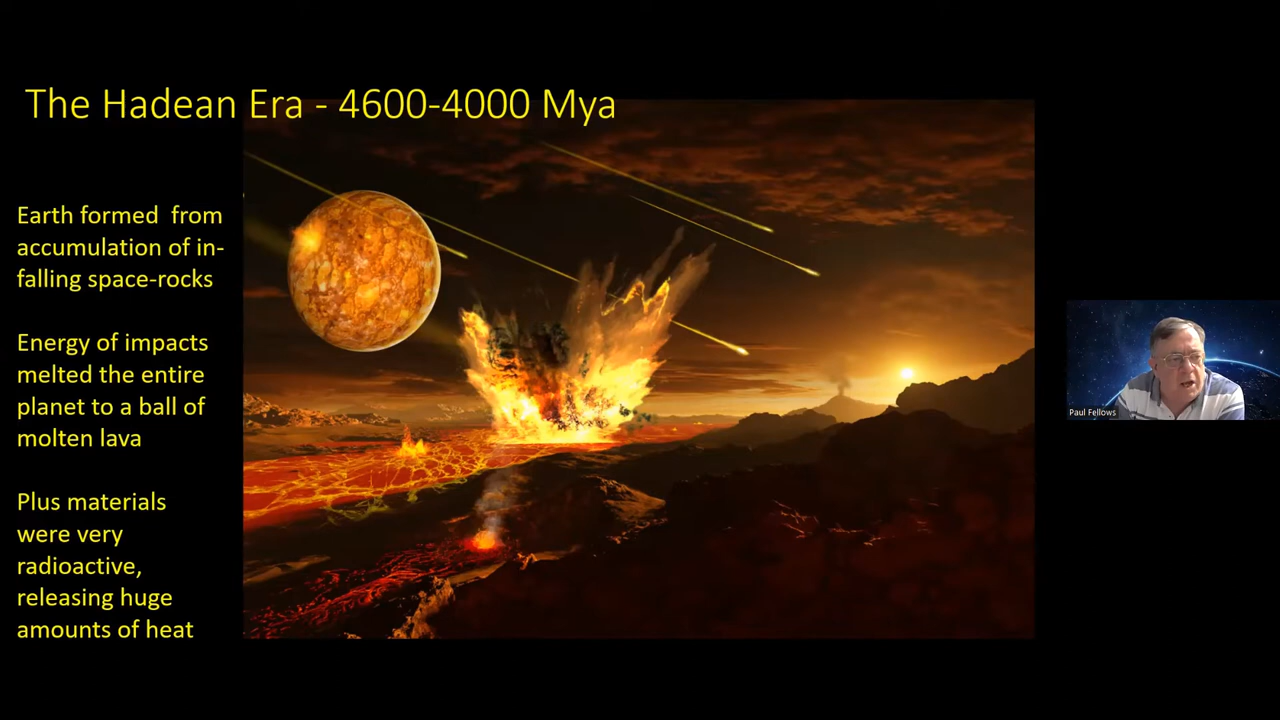 The Hadean Era - 4600-4000 Mya
Earth formed from
accumulation of in-
falling space-rocks
Energy of impacts
melted the entire
planet to a ball of
molten lava
Plus materials
were very
radioactive,
releasing huge
amounts of heat
Paul Fellows